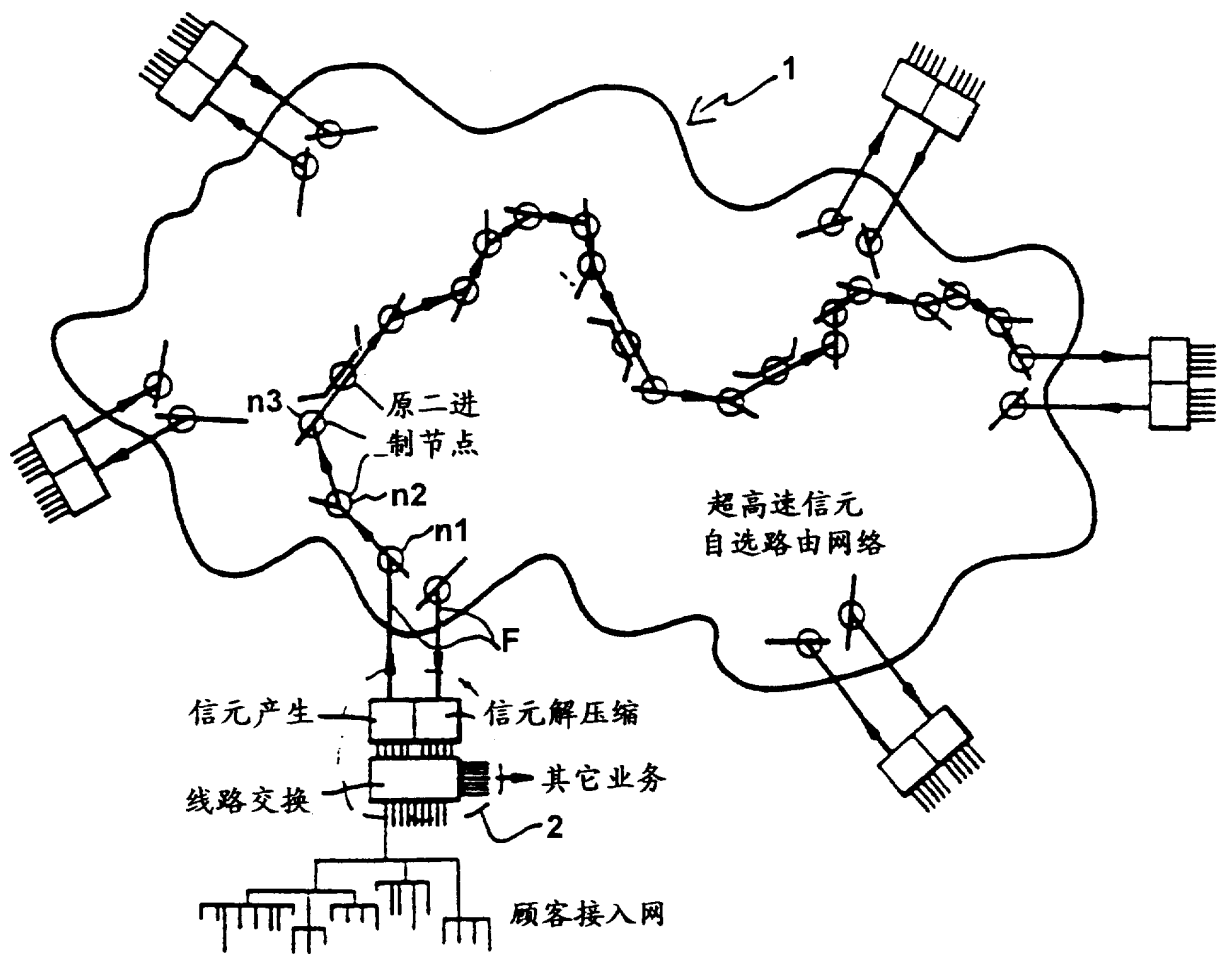 1
n3
原二进
制节点
n2
n1
超高速信元
自选路由网络
F
信元产生
信元解压缩
线路交换
其它业务
2
顾客接入网